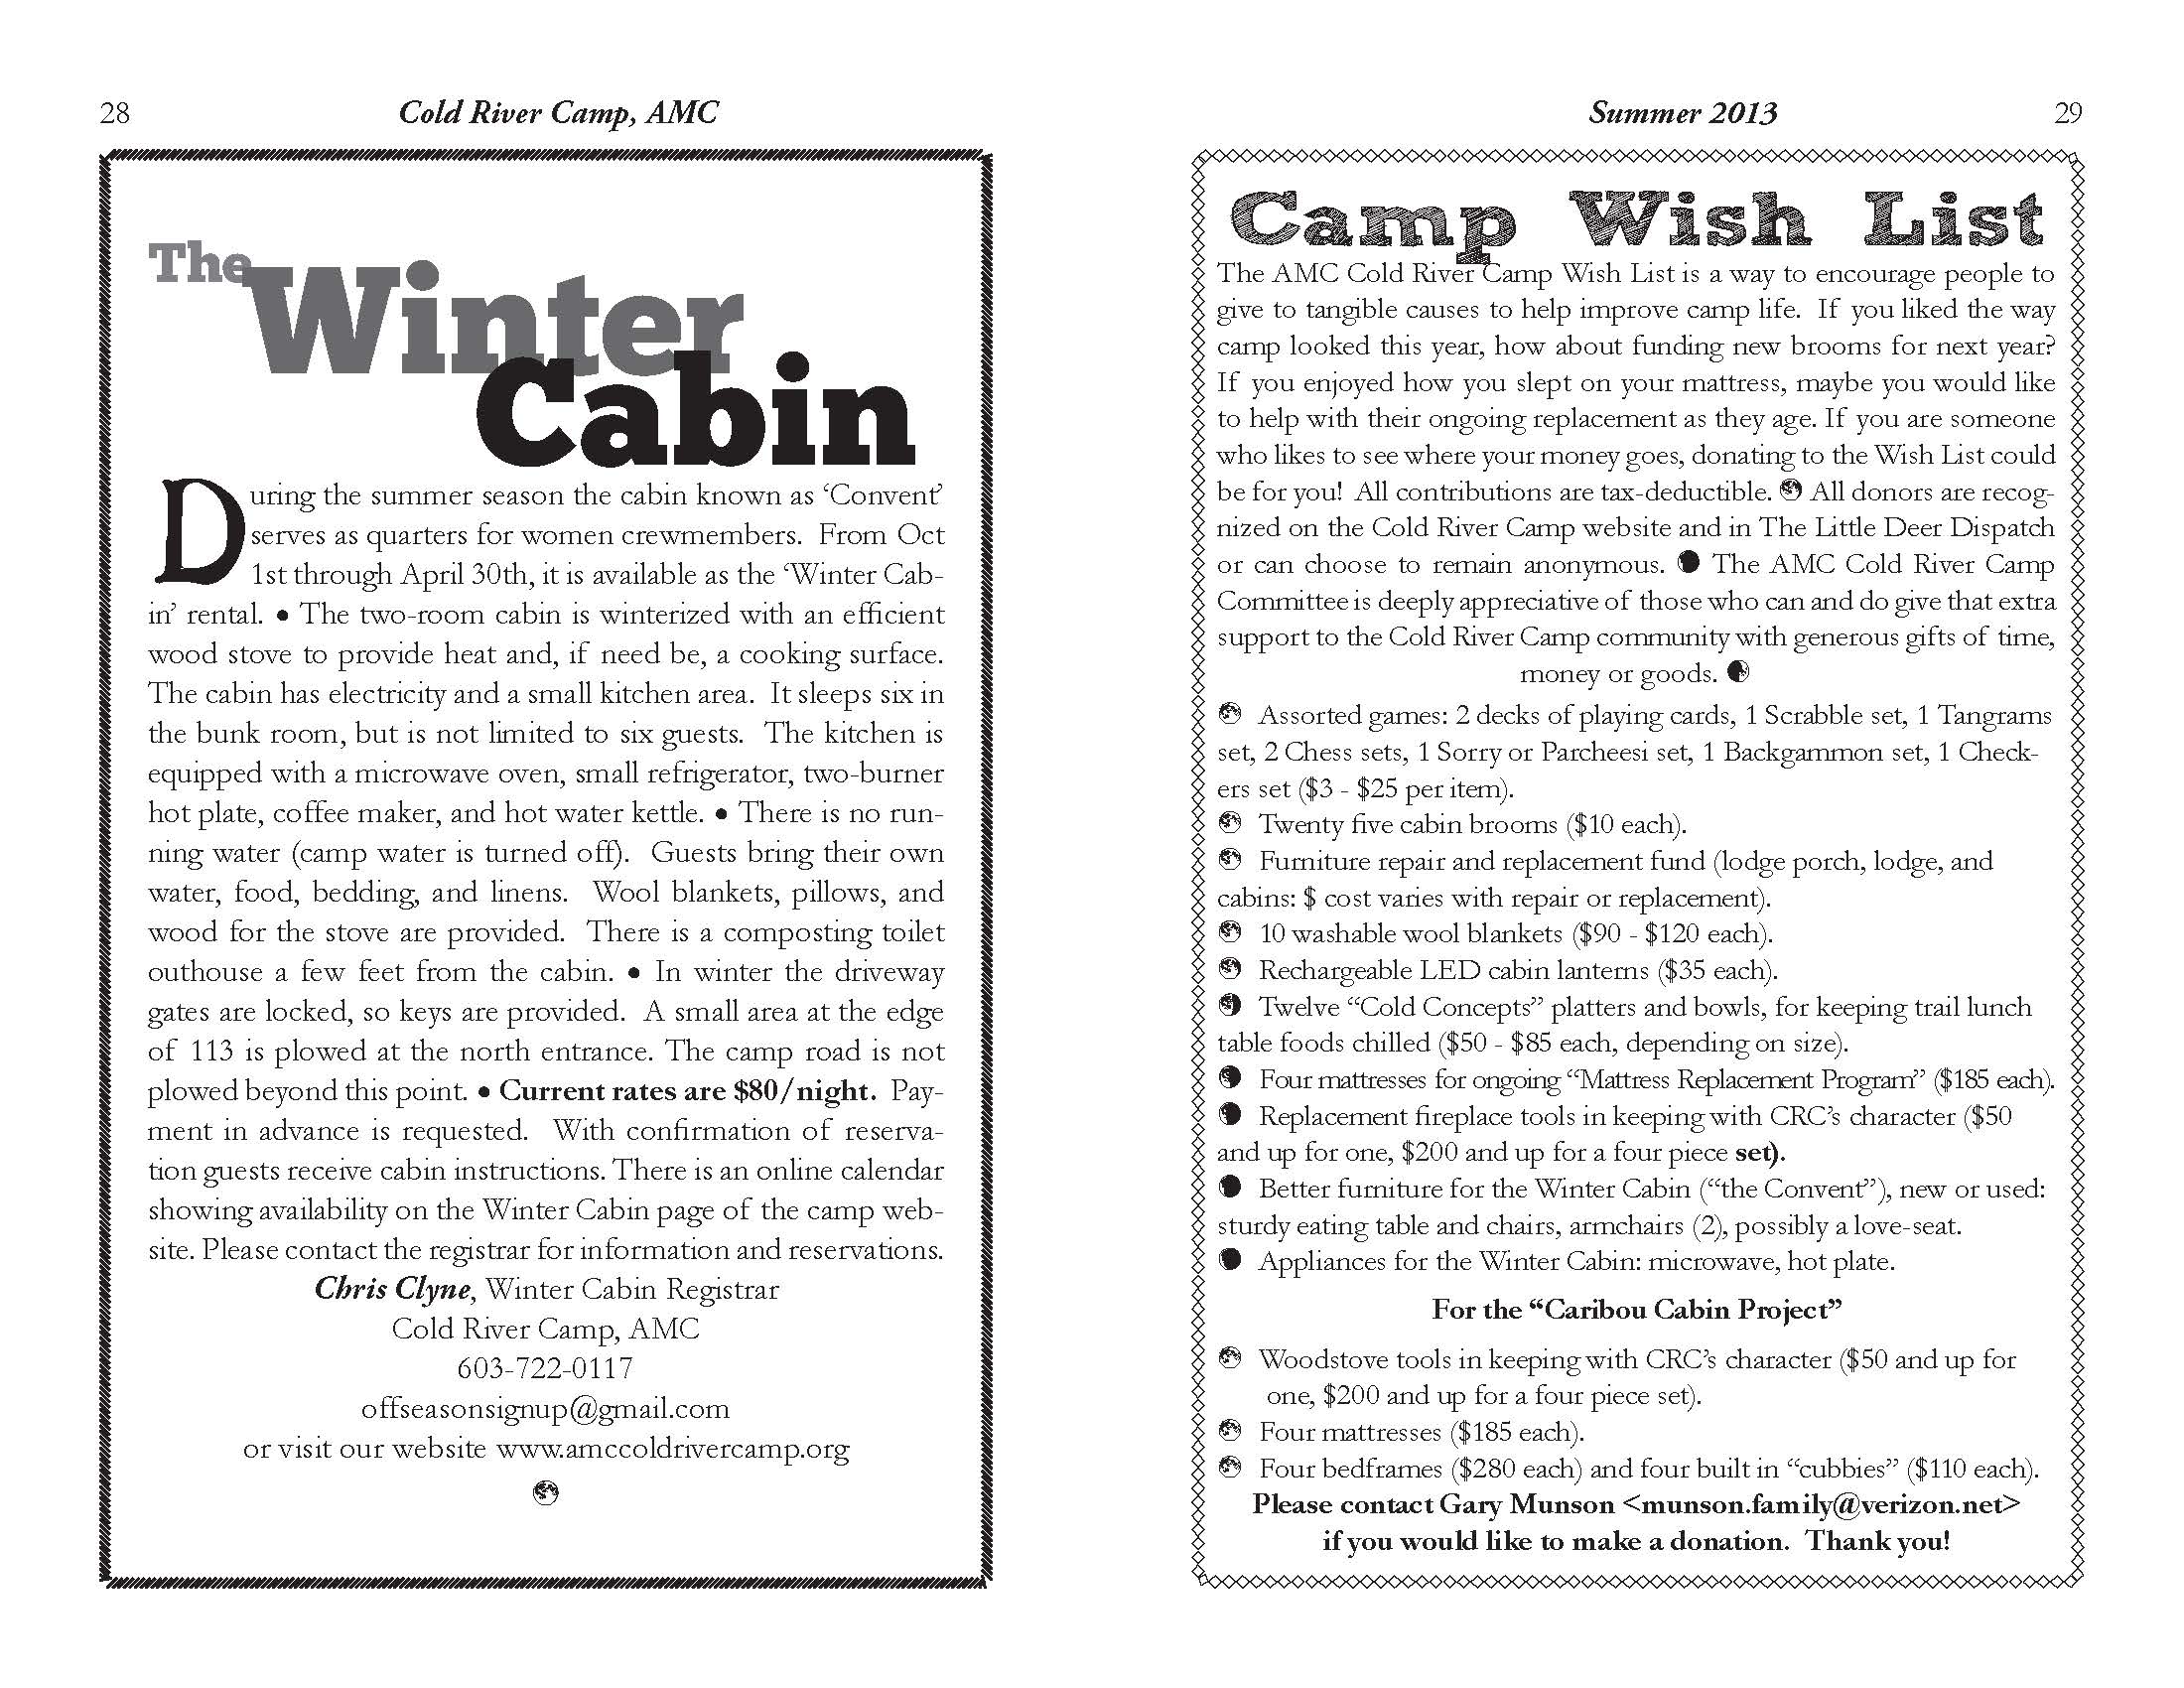 28
Cold River Camp, AMC
The
Winter
Cabin
During the summer season the cabin known as ‘Convent’
serves as quarters for women crewmembers.  From Oct
1st through April 30th, it is available as the ‘Winter Cab-
in’ rental. • The two-room cabin is winterized with an efficient
wood stove to provide heat and, if need be, a cooking surface.
The cabin has electricity and a small kitchen area.  It sleeps six in
the bunk room, but is not limited to six guests.  The kitchen is
equipped with a microwave oven, small refrigerator, two-burner
hot plate, coffee maker, and hot water kettle. • There is no run-
ning water (camp water is turned off).  Guests bring their own
water, food, bedding, and linens.  Wool blankets, pillows, and
wood for the stove are provided.  There is a composting toilet
outhouse a few feet from the cabin. • In winter the driveway
gates are locked, so keys are provided.  A small area at the edge
of 113 is plowed at the north entrance. The camp road is not
plowed beyond this point. • Current rates are $80/night.  Pay-
ment in advance is requested.  With confirmation of reserva-
tion guests receive cabin instructions. There is an online calendar
showing availability on the Winter Cabin page of the camp web-
site. Please contact the registrar for information and reservations.
Chris Clyne, Winter Cabin Registrar
Cold River Camp, AMC
603-722-0117
offseasonsignup@gmail.com
or visit our website www.amccoldrivercamp.org
Summer 2013
29
Camp Wish List
The AMC Cold River Camp Wish List is a way to encourage people to
give to tangible causes to help improve camp life.  If you liked the way
camp looked this year, how about funding new brooms for next year?
If you enjoyed how you slept on your mattress, maybe you would like
to help with their ongoing replacement as they age. If you are someone
who likes to see where your money goes, donating to the Wish List could
be for you!  All contributions are tax-deductible. All donors are recog-
nized on the Cold River Camp website and in The Little Deer Dispatch
or can choose to remain anonymous. The AMC Cold River Camp
Committee is deeply appreciative of those who can and do give that extra
support to the Cold River Camp community with generous gifts of time,
money or goods.
Assorted games: 2 decks of playing cards, 1 Scrabble set, 1 Tangrams
set, 2 Chess sets, 1 Sorry or Parcheesi set, 1 Backgammon set, 1 Check-
ers set ($3 - $25 per item).
Twenty five cabin brooms ($10 each).
Furniture repair and replacement fund (lodge porch, lodge, and
cabins: $ cost varies with repair or replacement).
10 washable wool blankets ($90 - $120 each).
Rechargeable LED cabin lanterns ($35 each).
Twelve “Cold Concepts” platters and bowls, for keeping trail lunch
table foods chilled ($50 - $85 each, depending on size).
Four mattresses for ongoing “Mattress Replacement Program” ($185 each).
Replacement fireplace tools in keeping with CRC’s character ($50
and up for one, $200 and up for a four piece set).
Better furniture for the Winter Cabin (“the Convent”), new or used:
sturdy eating table and chairs, armchairs (2), possibly a love-seat.
Appliances for the Winter Cabin: microwave, hot plate.
For the “Caribou Cabin Project”
Woodstove tools in keeping with CRC’s character ($50 and up for
one, $200 and up for a four piece set).
Four mattresses ($185 each).
Four bedframes ($280 each) and four built in “cubbies” ($110 each).
Please contact Gary Munson <munson.family@verizon.net>
if you would like to make a donation.  Thank you!